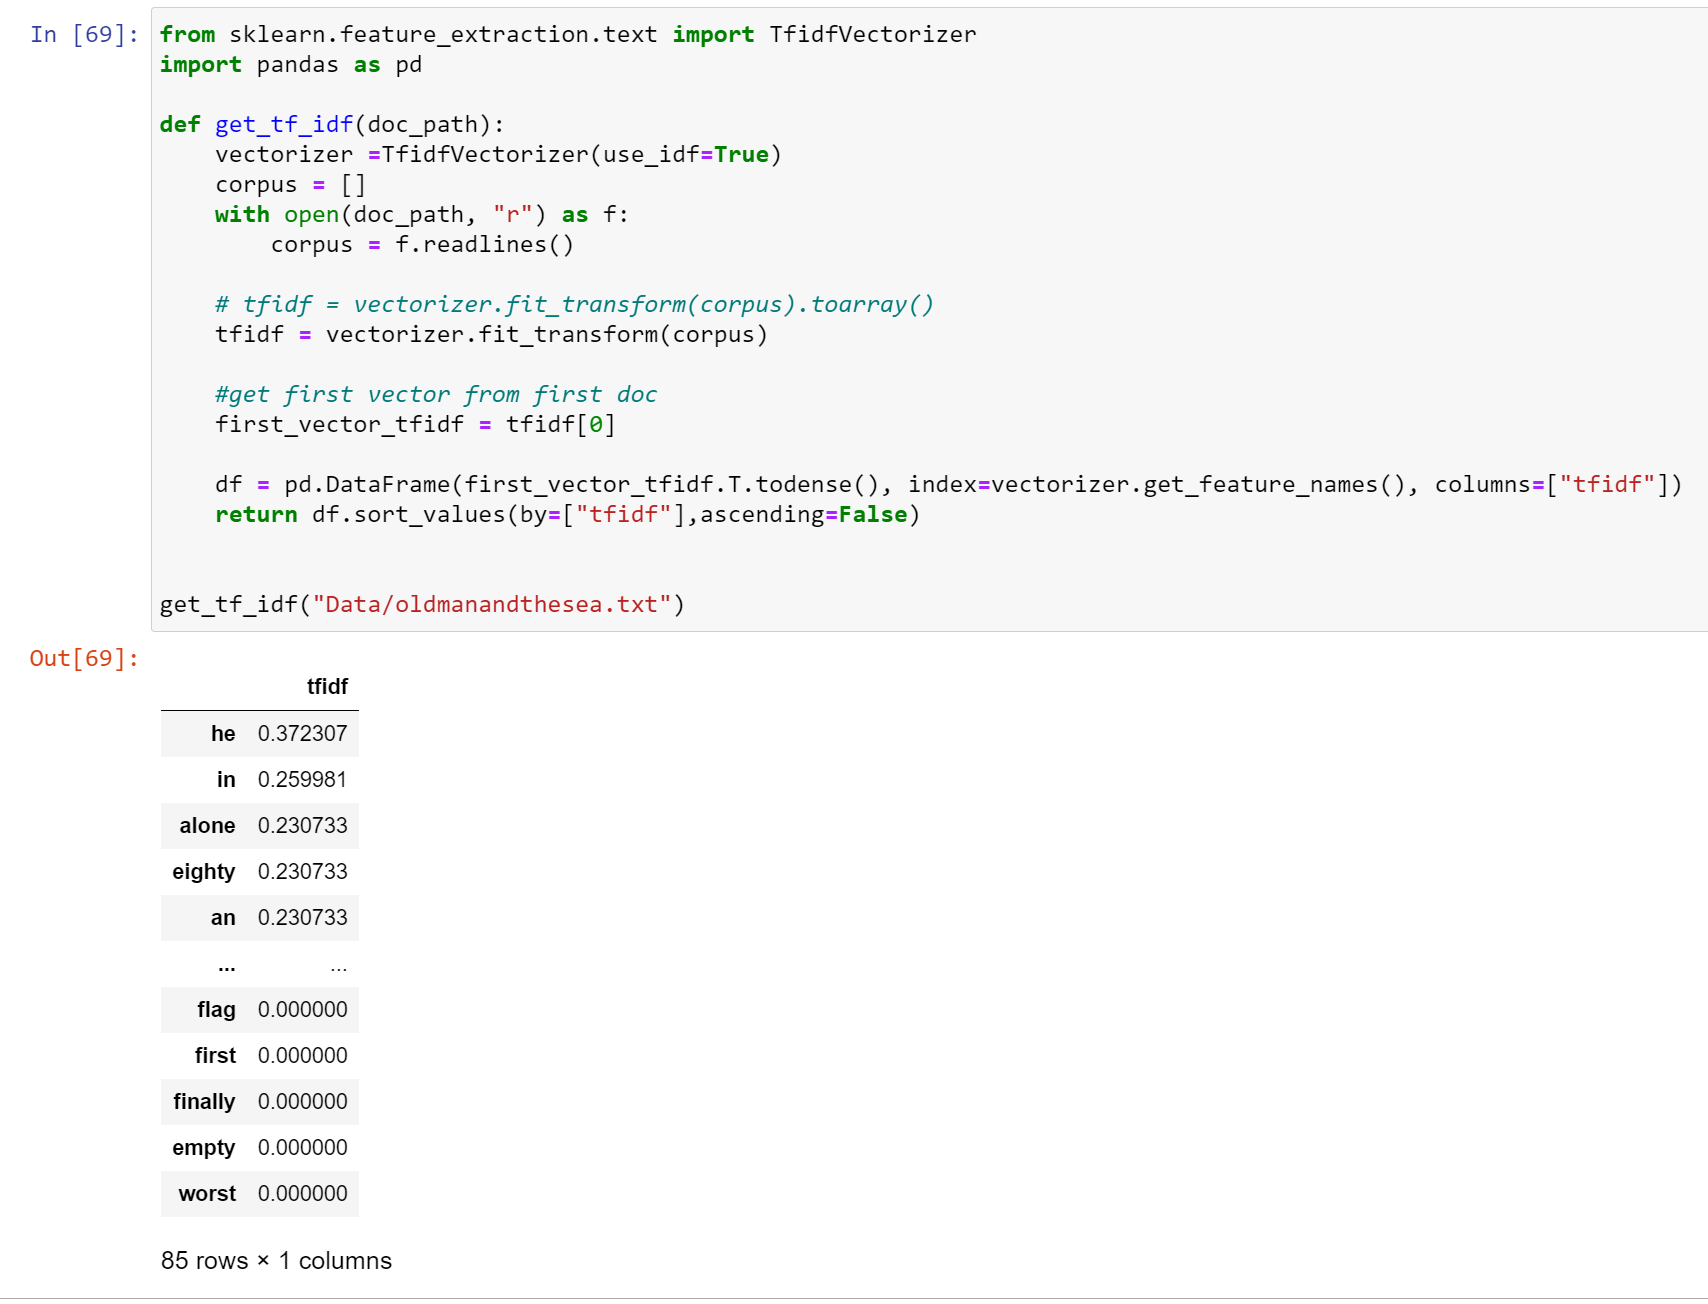 In [69]: from sklearn.feature_extraction.text import TfidfVectorizer
import pandas as pd
def get_tf_idf(doc_path):
    vectorizer =TfidfVectorizer(use_idf=True)
    corpus = []
    with open(doc_path, "r") as f:
        corpus = f.readlines()
    # tfidf = vectorizer.fit_transform(corpus).toarray()
    tfidf = vectorizer.fit_transform(corpus)
    #get first vector from first doc
    first_vector_tfidf = tfidf[0]
    df = pd.DataFrame(first_vector_tfidf.T.todense(), index=vectorizer.get_feature_names(), columns=["tfidf"])
    return df.sort_values(by=["tfidf"],ascending=False)
get_tf_idf("Data/oldmanandthesea.txt")
Out[69]:
tfidf
he 0.372307
in 0.259981
alone 0.230733
eighty 0.230733
an 0.230733
... ...
flag 0.000000
first 0.000000
finally 0.000000
empty 0.000000
worst 0.000000
85 rows × 1 columns